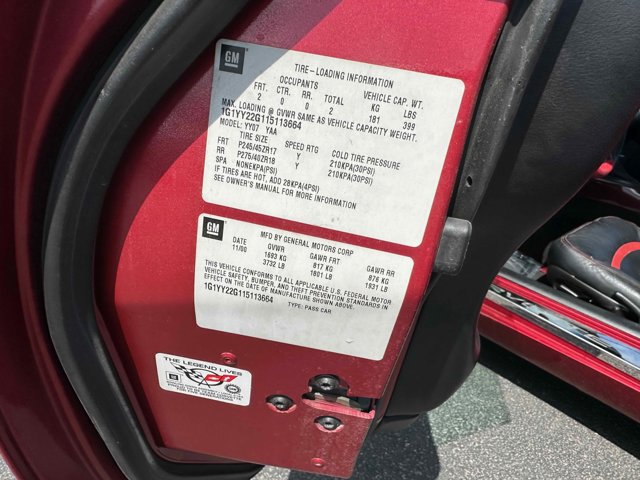 GM
TIRE-LOADING INFORMATION
OCCUPANTS VEHICLE CAP. WT.
FRT. CTR. RR. TOTAL KG LBS
2 0 0 2 181 399
MAX. LOADING @ GVWR SAME AS VEHICLE CAPACITY WEIGHT.
1G1YY22G115113664
MODEL: YY07 YAA
TIRE SIZE SPEED RTG COLD TIRE PRESSURE
FRT P245/45ZR17 Y 210KPA(30PSI)
RR P275/40ZR18 Y 210KPA(30PSI)
SPA NONEKPA(PSI)
IF TIRES ARE HOT, ADD 28KPA(4PSI)
SEE OWNER'S MANUAL FOR MORE INFORMATION
GM
MFD BY GENERAL MOTORS CORP
DATE GVWR GAWR FRT GAWR RR
11/00 1693 KG 817 KG 876 KG
3732 LB 1801 LB 1931 LB
THIS VEHICLE CONFORMS TO ALL APPLICABLE U.S. FEDERAL MOTOR
VEHICLE SAFETY, BUMPER, AND THEFT PREVENTION STANDARDS IN
EFFECT ON THE DATE OF MANUFACTURE SHOWN ABOVE.
1G1YY22G115113664
TYPE: PASS CAR
THE LEGEND LIVES
GM